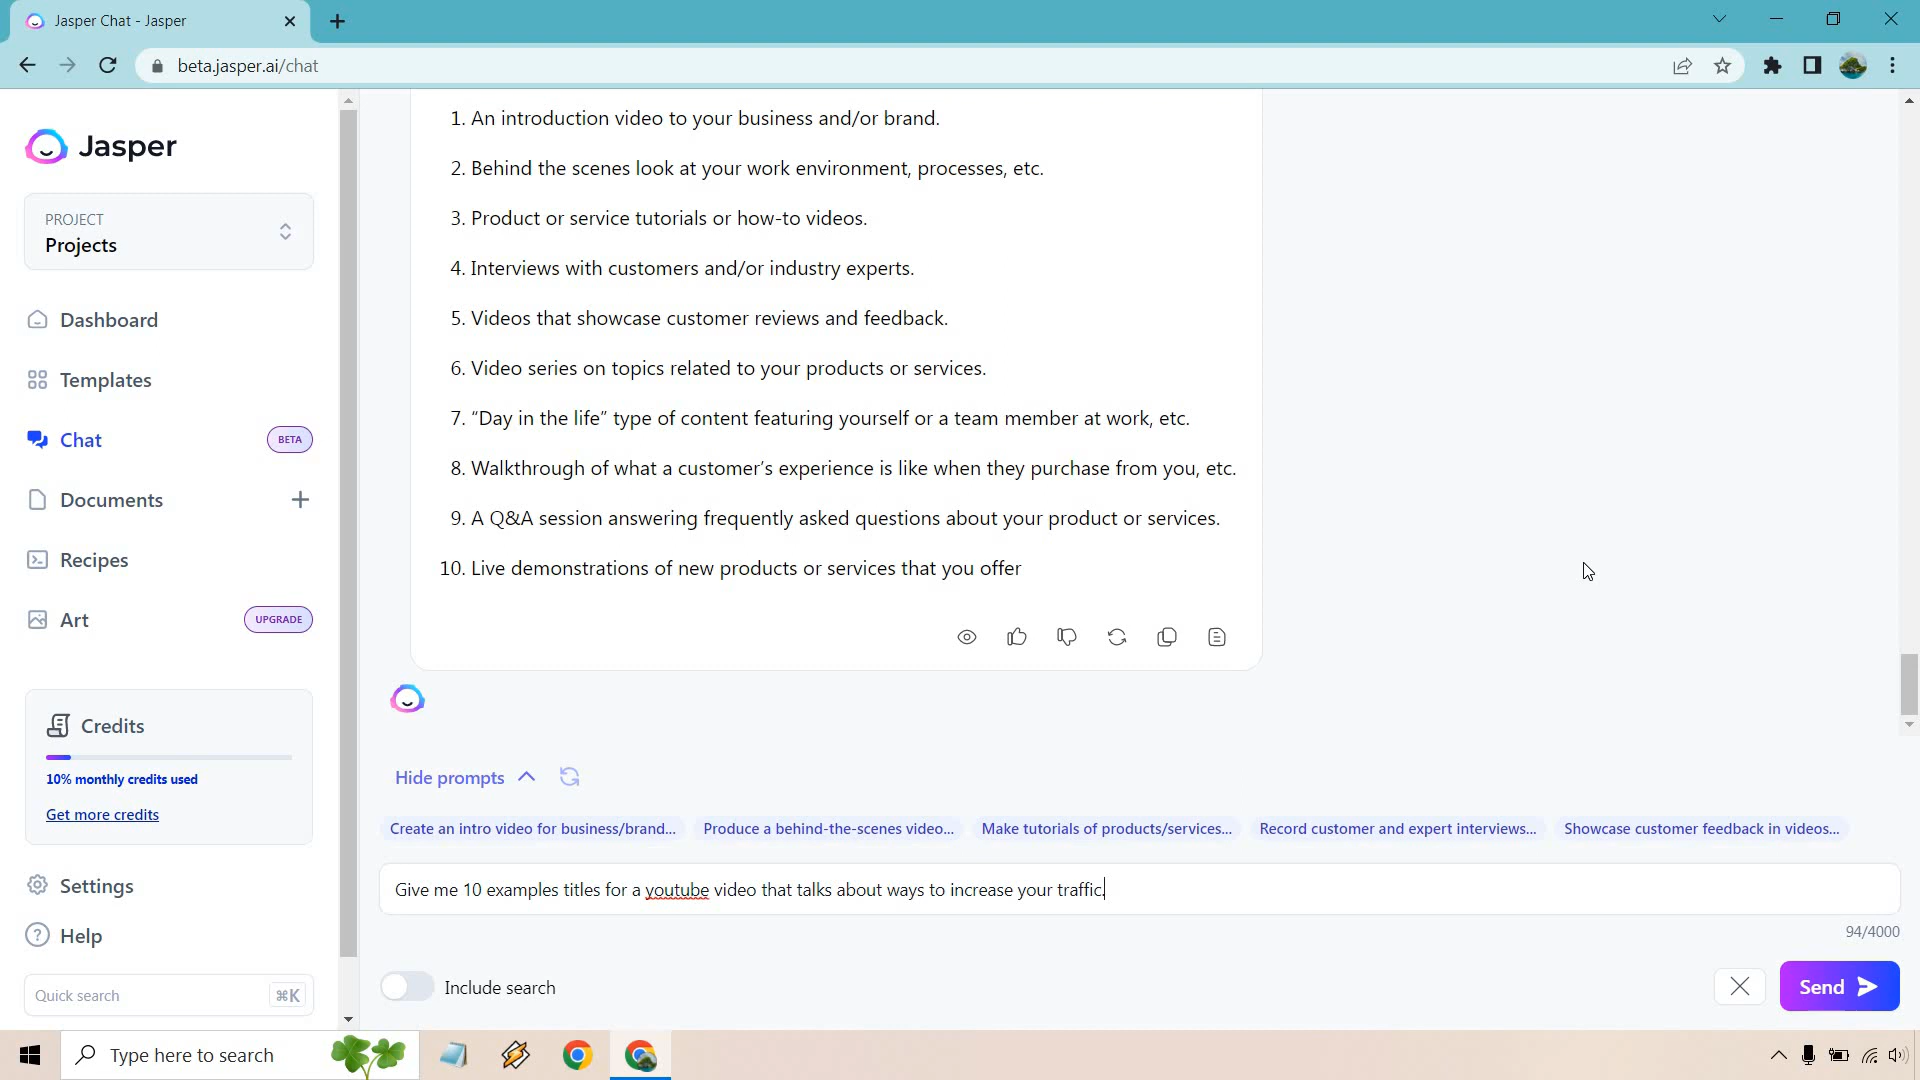 Jasper Chat - Jasper
beta.jasper.ai/chat
Jasper
PROJECT
Projects
Dashboard
Templates
Chat BETA
Documents
Recipes
Art UPGRADE
Credits
10% monthly credits used
Get more credits
Settings
Help
Quick search ⌘K
1. An introduction video to your business and/or brand.
2. Behind the scenes look at your work environment, processes, etc.
3. Product or service tutorials or how-to videos.
4. Interviews with customers and/or industry experts.
5. Videos that showcase customer reviews and feedback.
6. Video series on topics related to your products or services.
7. “Day in the life” type of content featuring yourself or a team member at work, etc.
8. Walkthrough of what a customer’s experience is like when they purchase from you, etc.
9. A Q&A session answering frequently asked questions about your product or services.
10. Live demonstrations of new products or services that you offer
Hide prompts
Create an intro video for business/brand... Produce a behind-the-scenes video... Make tutorials of products/services... Record customer and expert interviews... Showcase customer feedback in videos...
Give me 10 examples titles for a youtube video that talks about ways to increase your traffic.
94/4000
Include search
Send
Type here to search